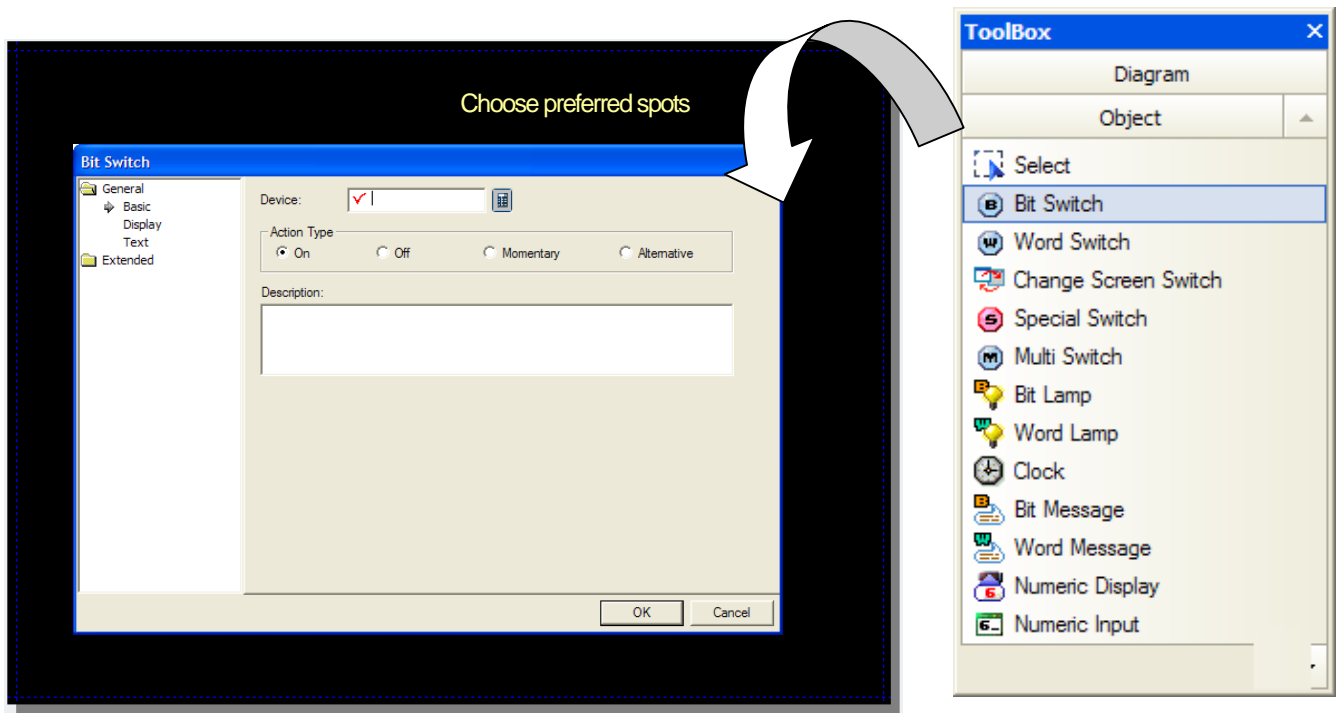 Choose preferred spots
Bit Switch
General
Basic
Display
Text
Extended
Device:
Action Type
On Off Momentary Alternative
Description:
OK Cancel
ToolBox
Diagram
Object
Select
B Bit Switch
W Word Switch
Change Screen Switch
S Special Switch
M Multi Switch
B Bit Lamp
W Word Lamp
Clock
B Bit Message
W Word Message
6 Numeric Display
6_ Numeric Input